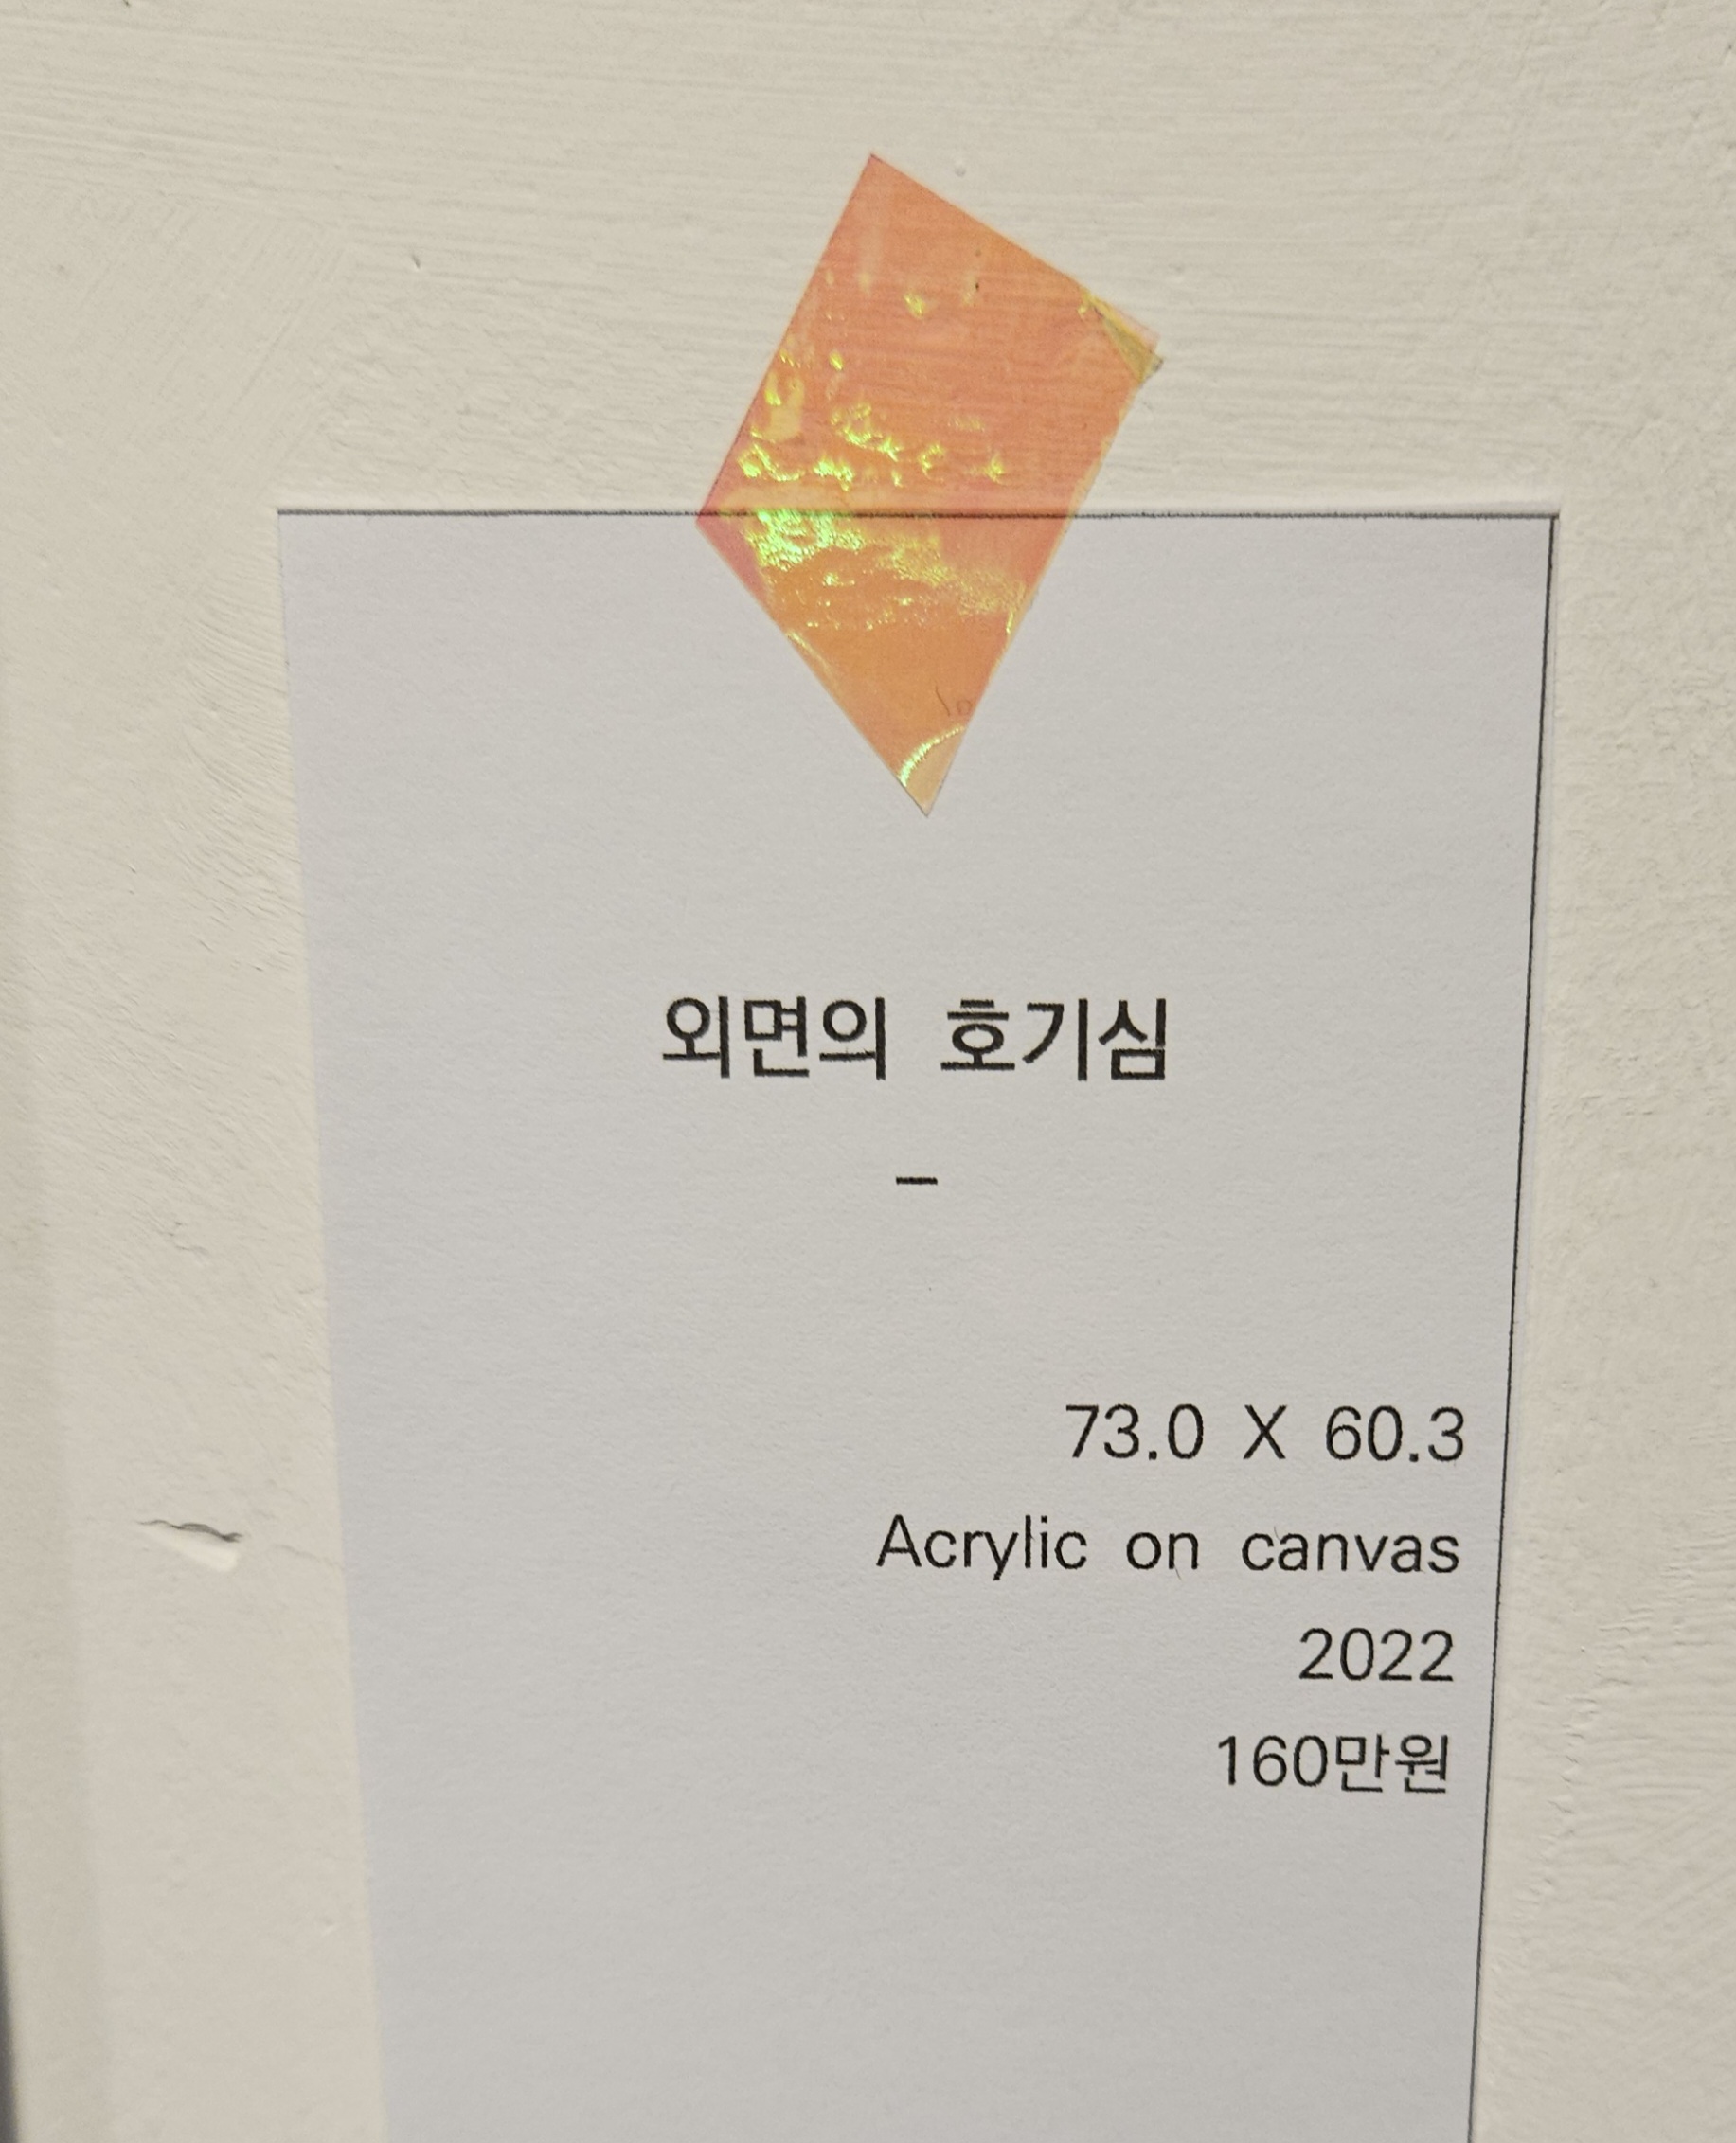 외면의 호기심
–
73.0 X 60.3
Acrylic on canvas
2022
160만원